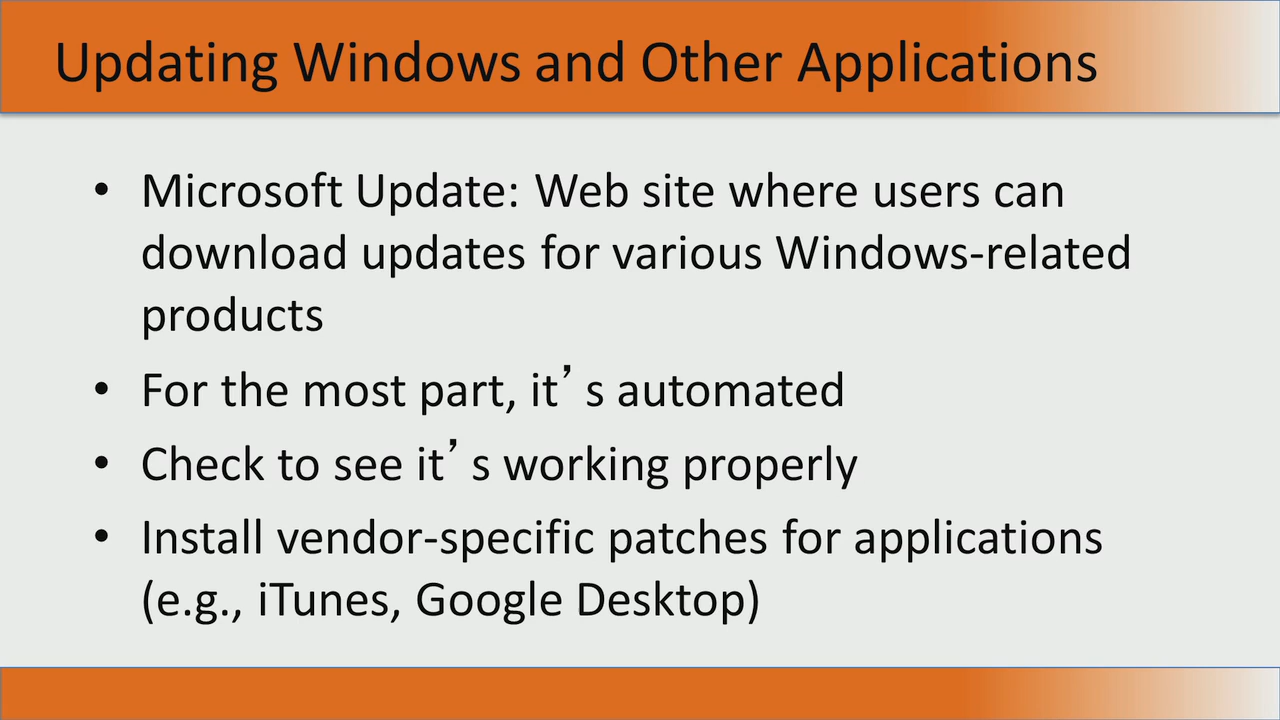 Updating Windows and Other Applications
• Microsoft Update: Web site where users can
download updates for various Windows-related
products
• For the most part, it’s automated
• Check to see it’s working properly
• Install vendor-specific patches for applications
(e.g., iTunes, Google Desktop)